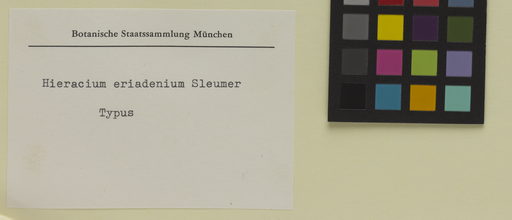 Botanische Staatssammlung München
Hieracium eriadenium Sleumer
Typus